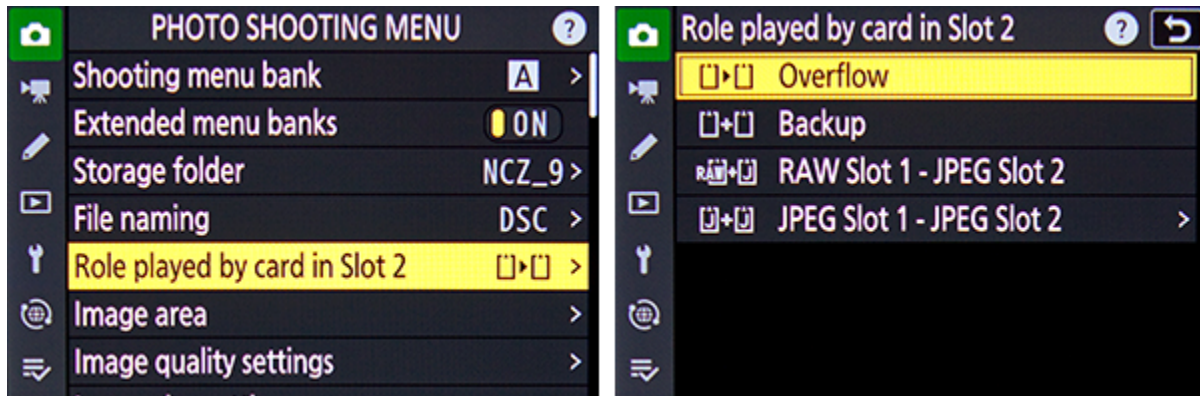 PHOTO SHOOTING MENU ?
Shooting menu bank A >
Extended menu banks ON
Storage folder NCZ_9 >
File naming DSC >
Role played by card in Slot 2 >
Image area >
Image quality settings >
Role played by card in Slot 2 ?
Overflow
Backup
RAW RAW Slot 1 - JPEG Slot 2
JPEG Slot 1 - JPEG Slot 2 >